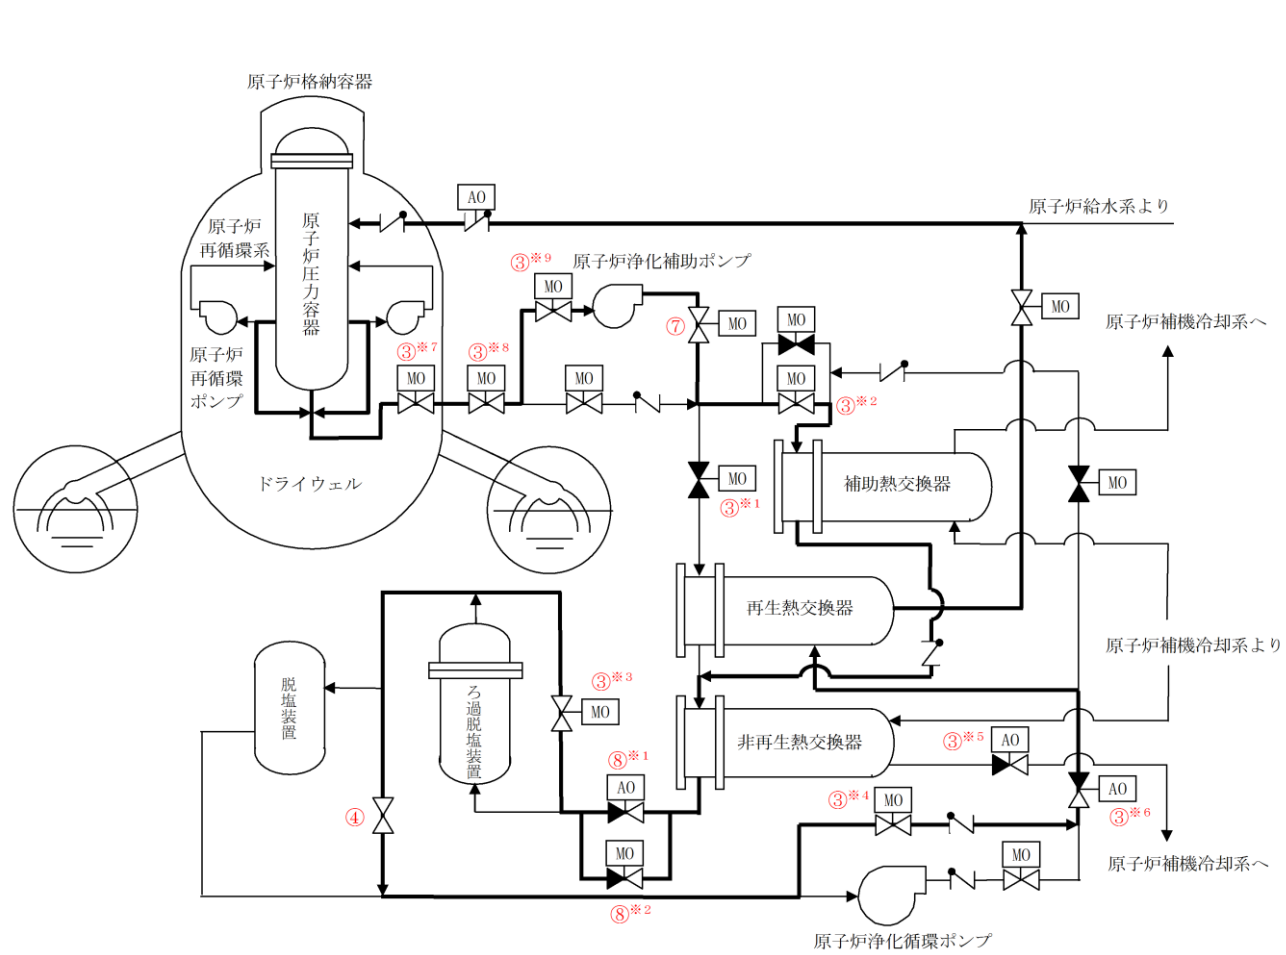 原子炉格納容器
AO
原子炉給水系より
原子炉
再循環系
原子炉圧力容器
③※9
原子炉浄化補助ポンプ
MO
MO
⑦
MO
MO
原子炉補機冷却系へ
原子炉
再循環
ポンプ
③※7
③※8
MO
MO
MO
MO
③※2
ドライウェル
MO
③※1
補助熱交換器
MO
再生熱交換器
原子炉補機冷却系より
脱塩装置
ろ過脱塩装置
③※3
MO
非再生熱交換器
③※5
AO
⑧※1
AO
③※4
MO
AO
③※6
④
MO
MO
原子炉補機冷却系へ
⑧※2
原子炉浄化循環ポンプ